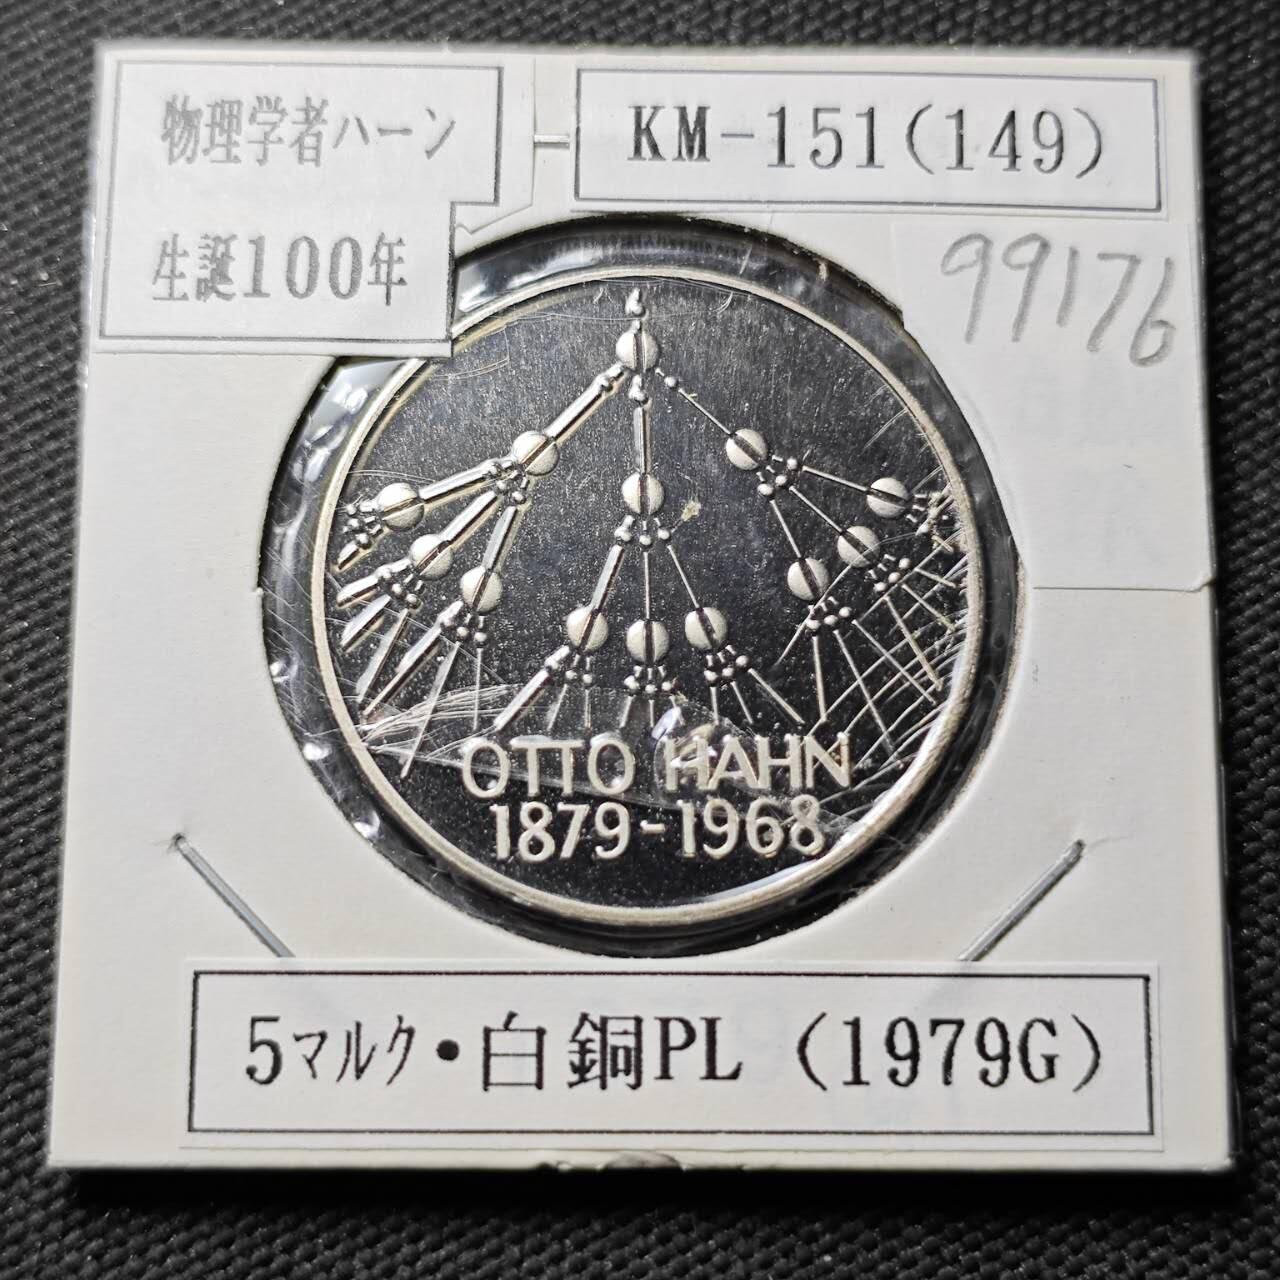 物理学者ハーン
生誕100年
KM-151(149)
99176
OTTO HAHN
1879-1968
5マルク・白銅PL (1979G)